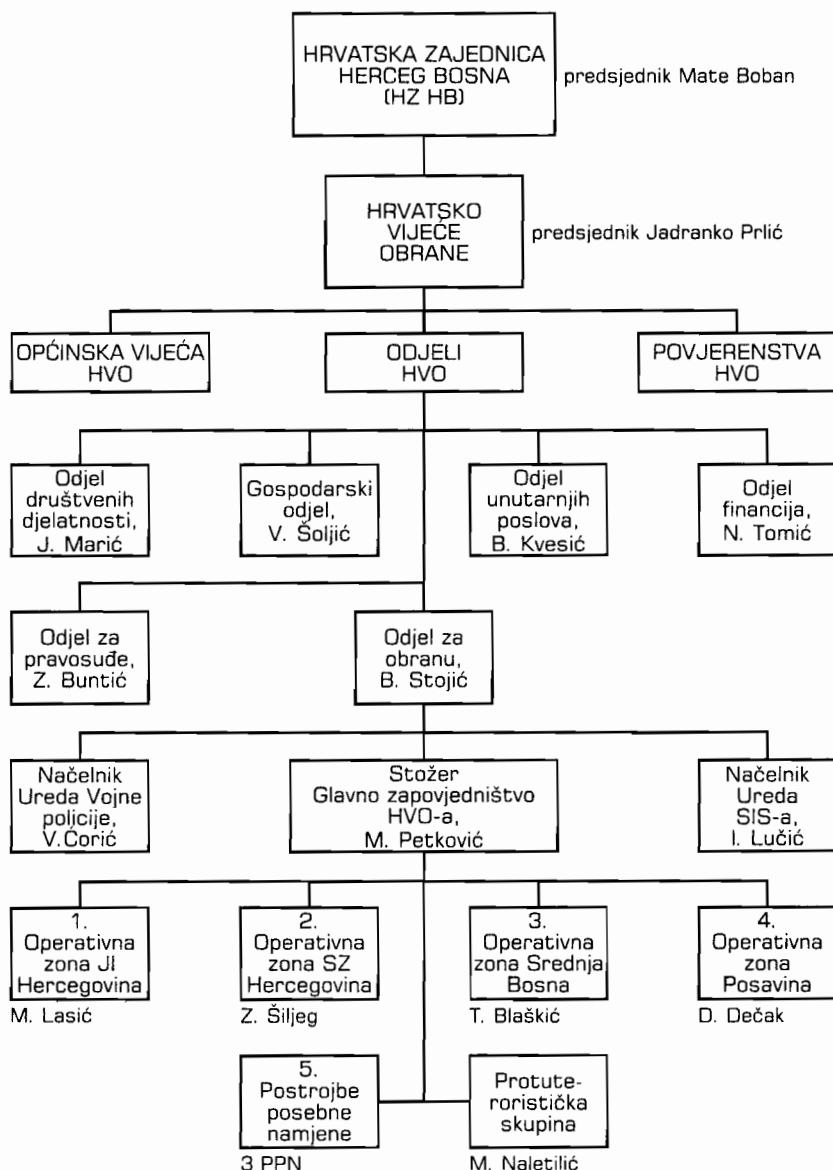 HRVATSKA ZAJEDNICA
HERCEG BOSNA
(HZ HB)
predsjednik Mate Boban
HRVATSKO
VIJEĆE
OBRANE
predsjednik Jadranko Prlić
OPĆINSKA VIJEĆA
HVO
ODJELI
HVO
POVJERENSTVA
HVO
Odjel
društvenih
djelatnosti,
J. Marić
Gospodarski
odjel,
V. Šoljić
Odjel
unutarnjih
poslova,
B. Kvesić
Odjel
financija,
N. Tomić
Odjel za
pravosuđe,
Z. Buntić
Odjel za
obranu,
B. Stojić
Načelnik
Ureda Vojne
policije,
V.Ćorić
Stožer
Glavno zapovjedništvo
HVO-a,
M. Petković
Načelnik
Ureda
SIS-a,
I. Lučić
1.
Operativna
zona JI
Hercegovina
M. Lasić
2.
Operativna
zona SZ
Hercegovina
Z. Šiljeg
3.
Operativna
zona Srednja
Bosna
T. Blaškić
4.
Operativna
zona
Posavina
D. Dečak
5.
Postrojbe
posebne
namjene
3 PPN
Protute-
roristička
skupina
M. Naletilić